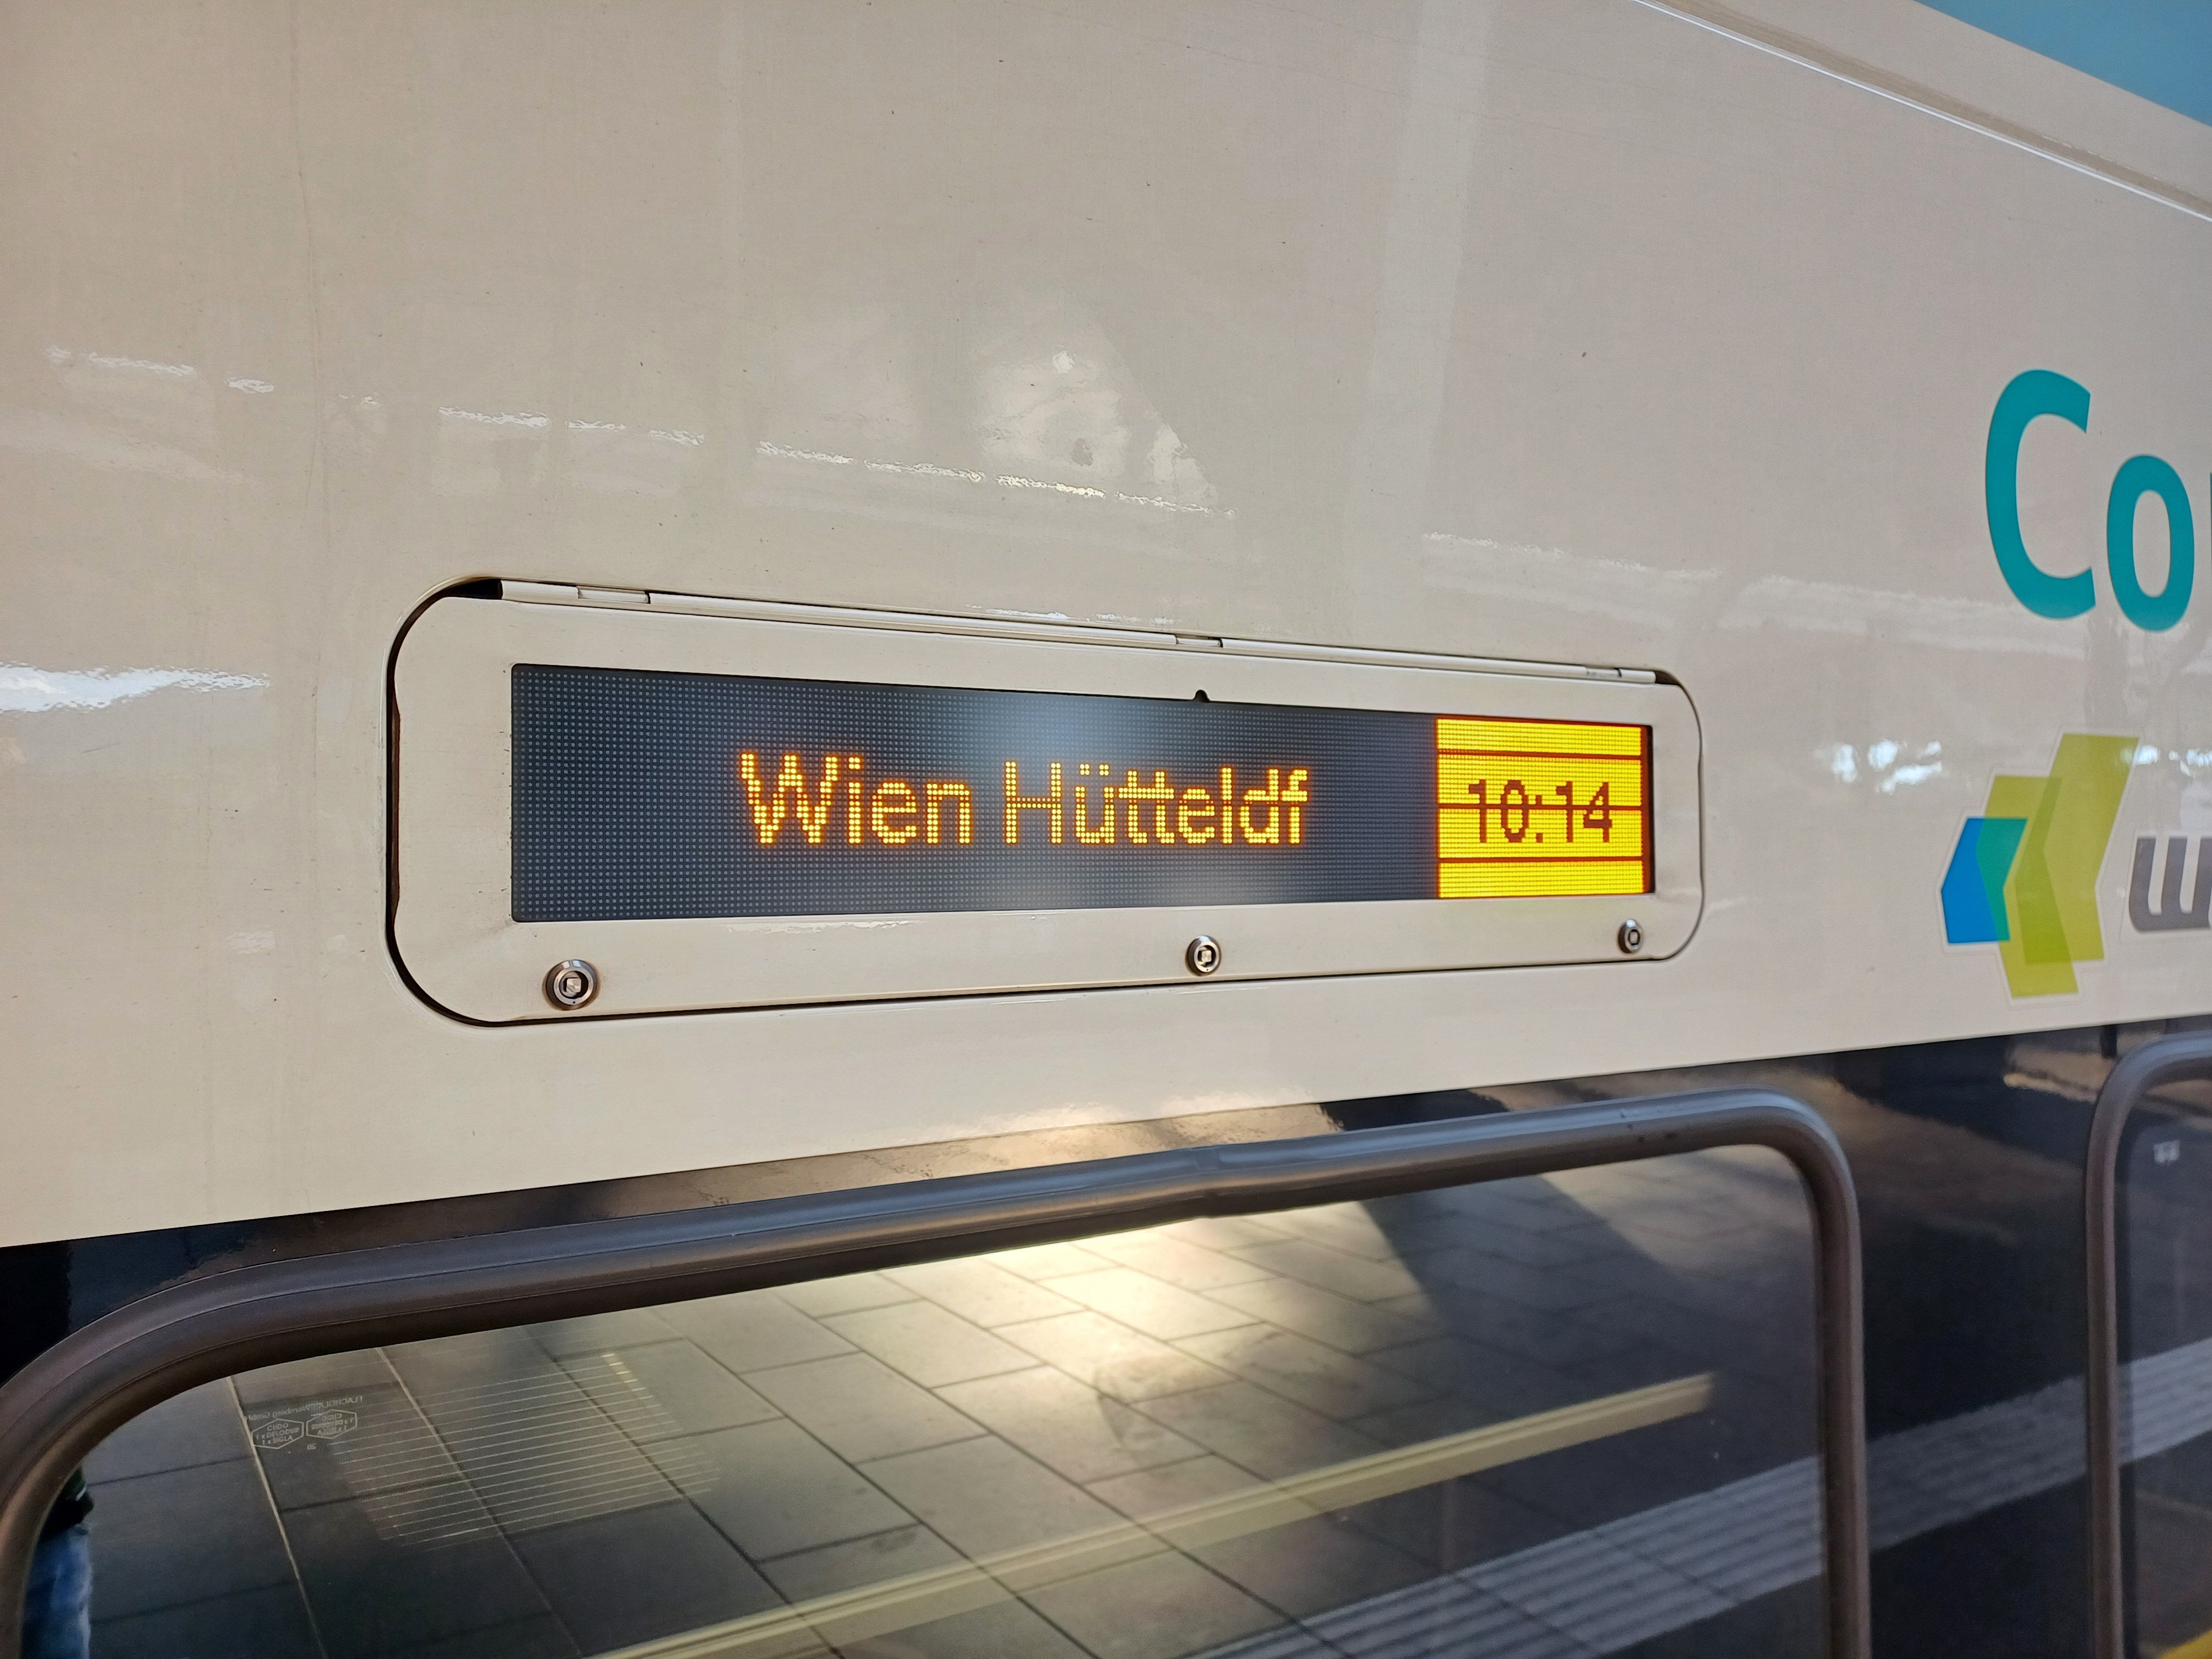 Wien Hütteldf
10:14
Co
w